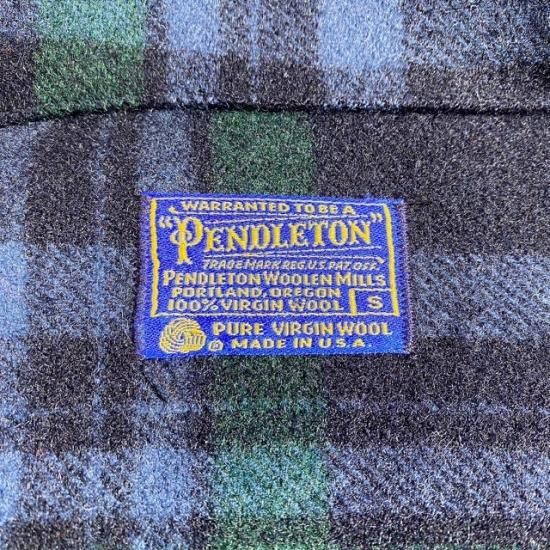 WARRANTED TO BE A
"PENDLETON"
TRADE MARK REG. U.S. PAT. OFF.
PENDLETON WOOLEN MILLS
PORTLAND, OREGON
100% VIRGIN WOOL S
PURE VIRGIN WOOL
® MADE IN U.S.A.